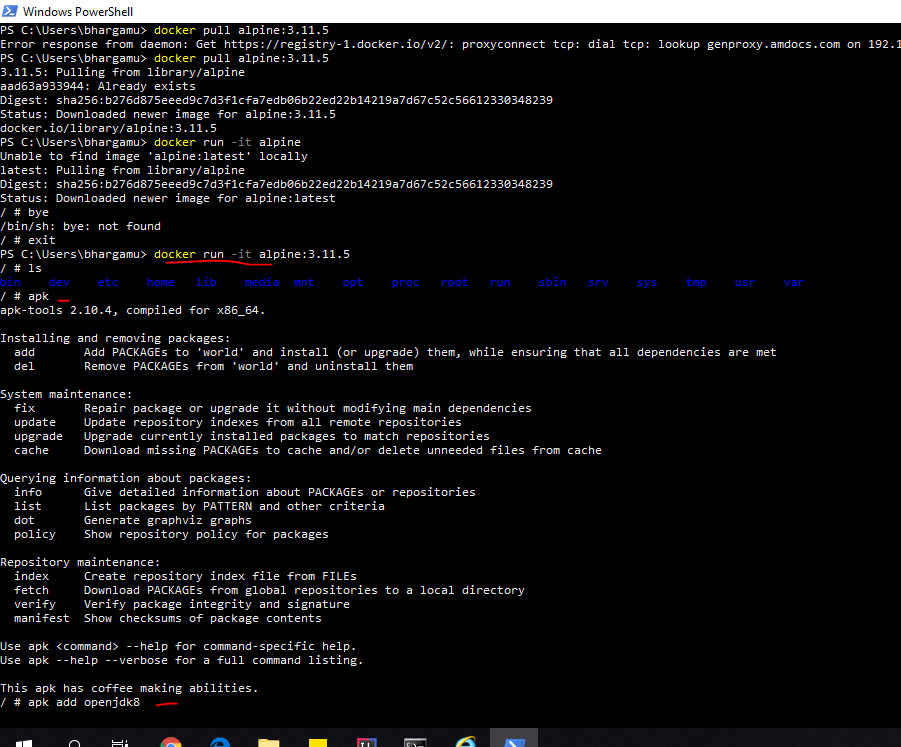 Windows PowerShell
PS C:\Users\bhargamu> docker pull alpine:3.11.5
Error response from daemon: Get https://registry-1.docker.io/v2/: proxyconnect tcp: dial tcp: lookup genproxy.amdocs.com on 192.1
PS C:\Users\bhargamu> docker pull alpine:3.11.5
3.11.5: Pulling from library/alpine
aad63a933944: Already exists
Digest: sha256:b276d875eeed9c7d3f1cfa7edb06b22ed22b14219a7d67c52c56612330348239
Status: Downloaded newer image for alpine:3.11.5
docker.io/library/alpine:3.11.5
PS C:\Users\bhargamu> docker run -it alpine
Unable to find image 'alpine:latest' locally
latest: Pulling from library/alpine
Digest: sha256:b276d875eeed9c7d3f1cfa7edb06b22ed22b14219a7d67c52c56612330348239
Status: Downloaded newer image for alpine:latest
/ # bye
/bin/sh: bye: not found
/ # exit
PS C:\Users\bhargamu> docker run -it alpine:3.11.5
/ # ls
bin dev etc home lib media mnt opt proc root run sbin srv sys tmp usr var
/ # apk
apk-tools 2.10.4, compiled for x86_64.
Installing and removing packages:
add Add PACKAGEs to 'world' and install (or upgrade) them, while ensuring that all dependencies are met
del Remove PACKAGEs from 'world' and uninstall them
System maintenance:
fix Repair package or upgrade it without modifying main dependencies
update Update repository indexes from all remote repositories
upgrade Upgrade currently installed packages to match repositories
cache Download missing PACKAGEs to cache and/or delete unneeded files from cache
Querying information about packages:
info Give detailed information about PACKAGEs or repositories
list List packages by PATTERN and other criteria
dot Generate graphviz graphs
policy Show repository policy for packages
Repository maintenance:
index Create repository index file from FILEs
fetch Download PACKAGEs from global repositories to a local directory
verify Verify package integrity and signature
manifest Show checksums of package contents
Use apk <command> --help for command-specific help.
Use apk --help --verbose for a full command listing.
This apk has coffee making abilities.
/ # apk add openjdk8